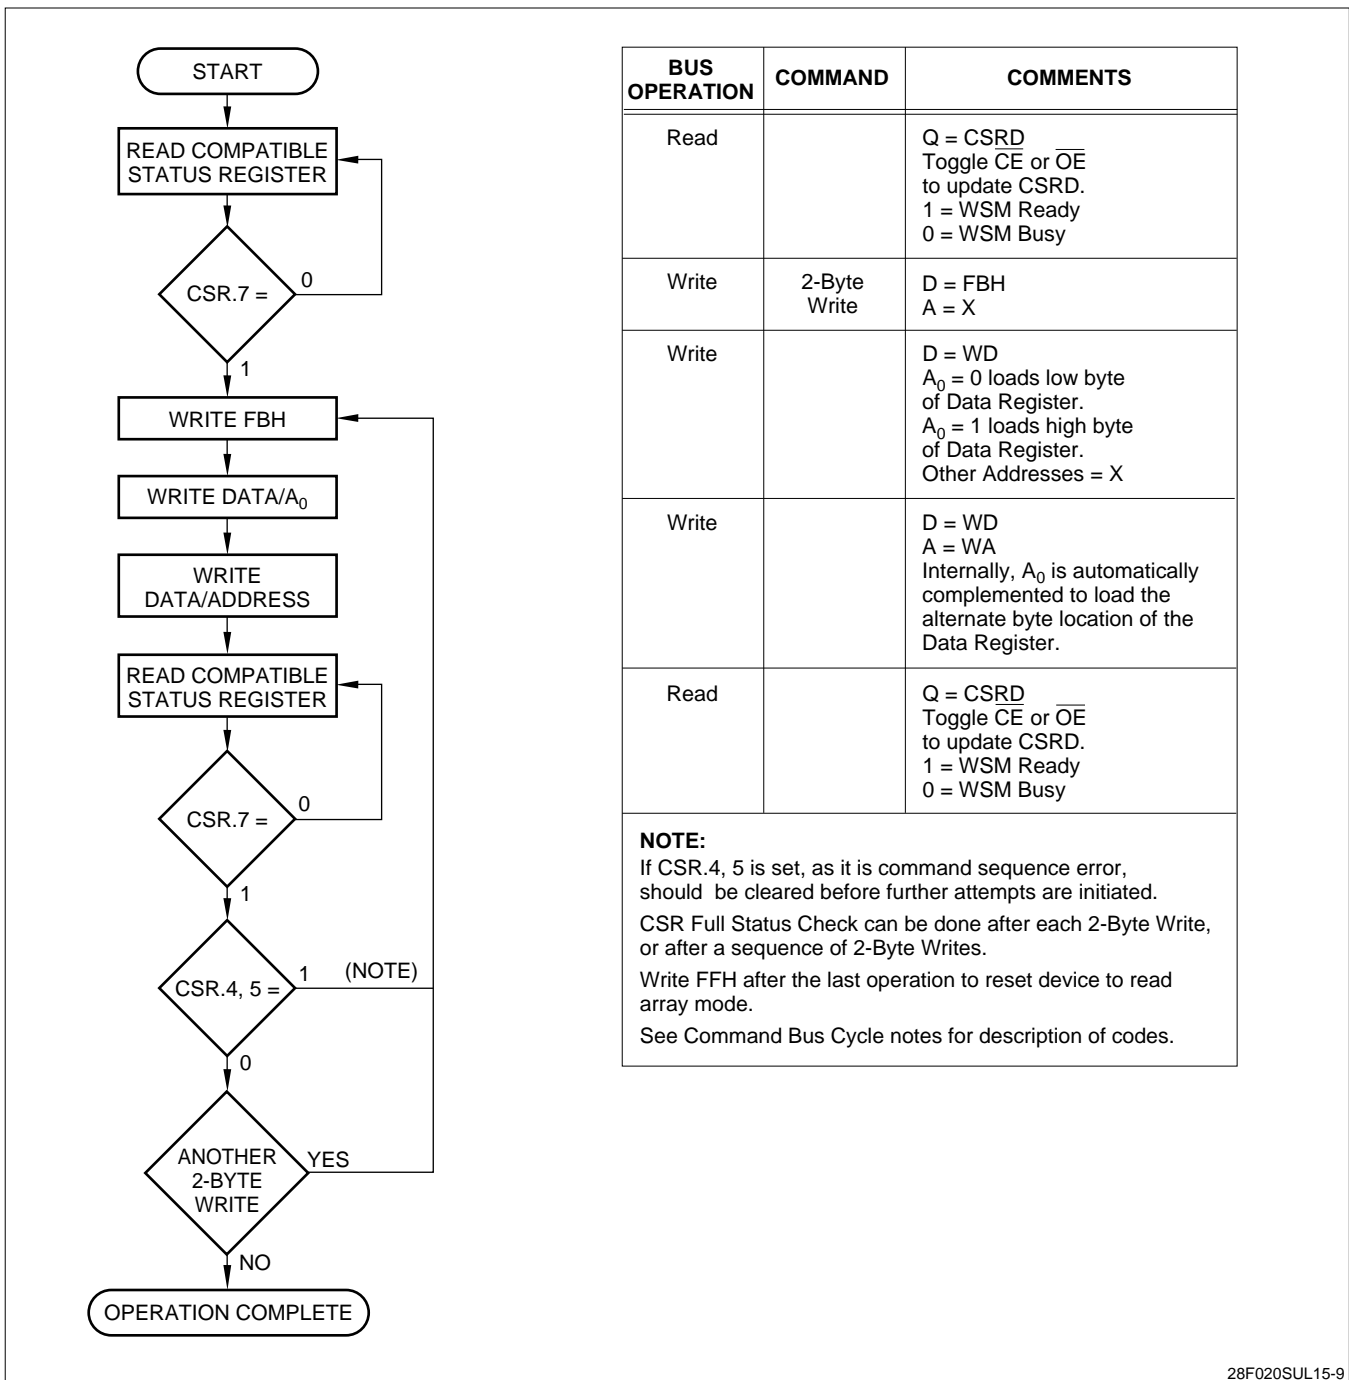 START
READ COMPATIBLE
STATUS REGISTER
CSR.7 =
0
1
WRITE FBH
WRITE DATA/A0
WRITE
DATA/ADDRESS
READ COMPATIBLE
STATUS REGISTER
CSR.7 =
0
1
CSR.4, 5 =
1
(NOTE)
0
ANOTHER
2-BYTE
WRITE
YES
NO
OPERATION COMPLETE
BUS
OPERATION
COMMAND
COMMENTS
Read
Q = CSRD
Toggle C̅E̅ or O̅E̅
to update CSRD.
1 = WSM Ready
0 = WSM Busy
Write
2-Byte
Write
D = FBH
A = X
Write
D = WD
A0 = 0 loads low byte
of Data Register.
A0 = 1 loads high byte
of Data Register.
Other Addresses = X
Write
D = WD
A = WA
Internally, A0 is automatically
complemented to load the
alternate byte location of the
Data Register.
Read
Q = CSRD
Toggle C̅E̅ or O̅E̅
to update CSRD.
1 = WSM Ready
0 = WSM Busy
NOTE:
If CSR.4, 5 is set, as it is command sequence error,
should be cleared before further attempts are initiated.
CSR Full Status Check can be done after each 2-Byte Write,
or after a sequence of 2-Byte Writes.
Write FFH after the last operation to reset device to read
array mode.
See Command Bus Cycle notes for description of codes.
28F020SUL15-9